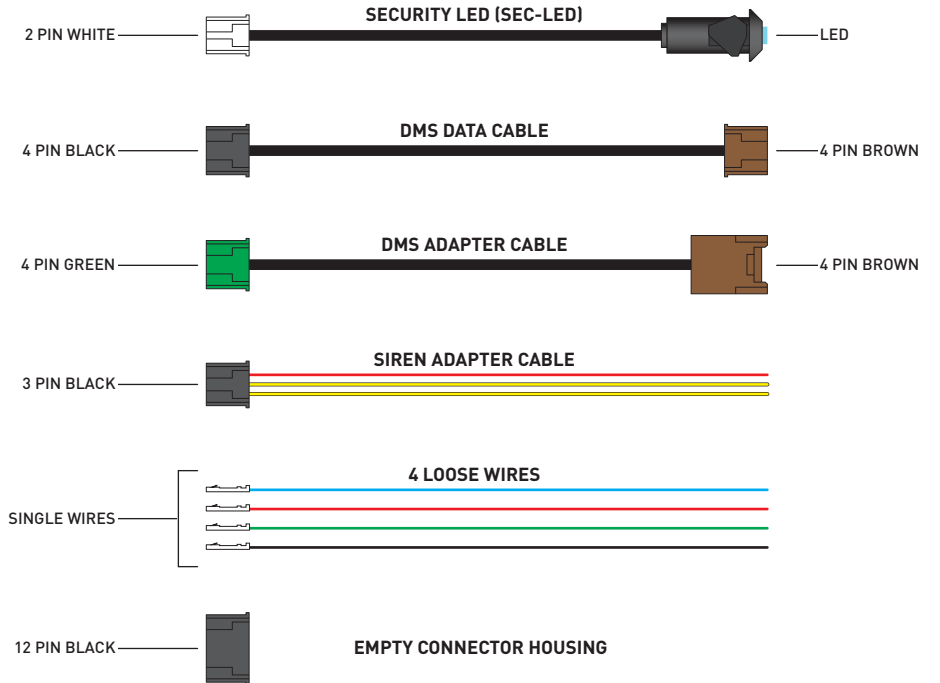 SECURITY LED (SEC-LED)
2 PIN WHITE
LED
DMS DATA CABLE
4 PIN BLACK
4 PIN BROWN
DMS ADAPTER CABLE
4 PIN GREEN
4 PIN BROWN
SIREN ADAPTER CABLE
3 PIN BLACK
4 LOOSE WIRES
SINGLE WIRES
12 PIN BLACK
EMPTY CONNECTOR HOUSING